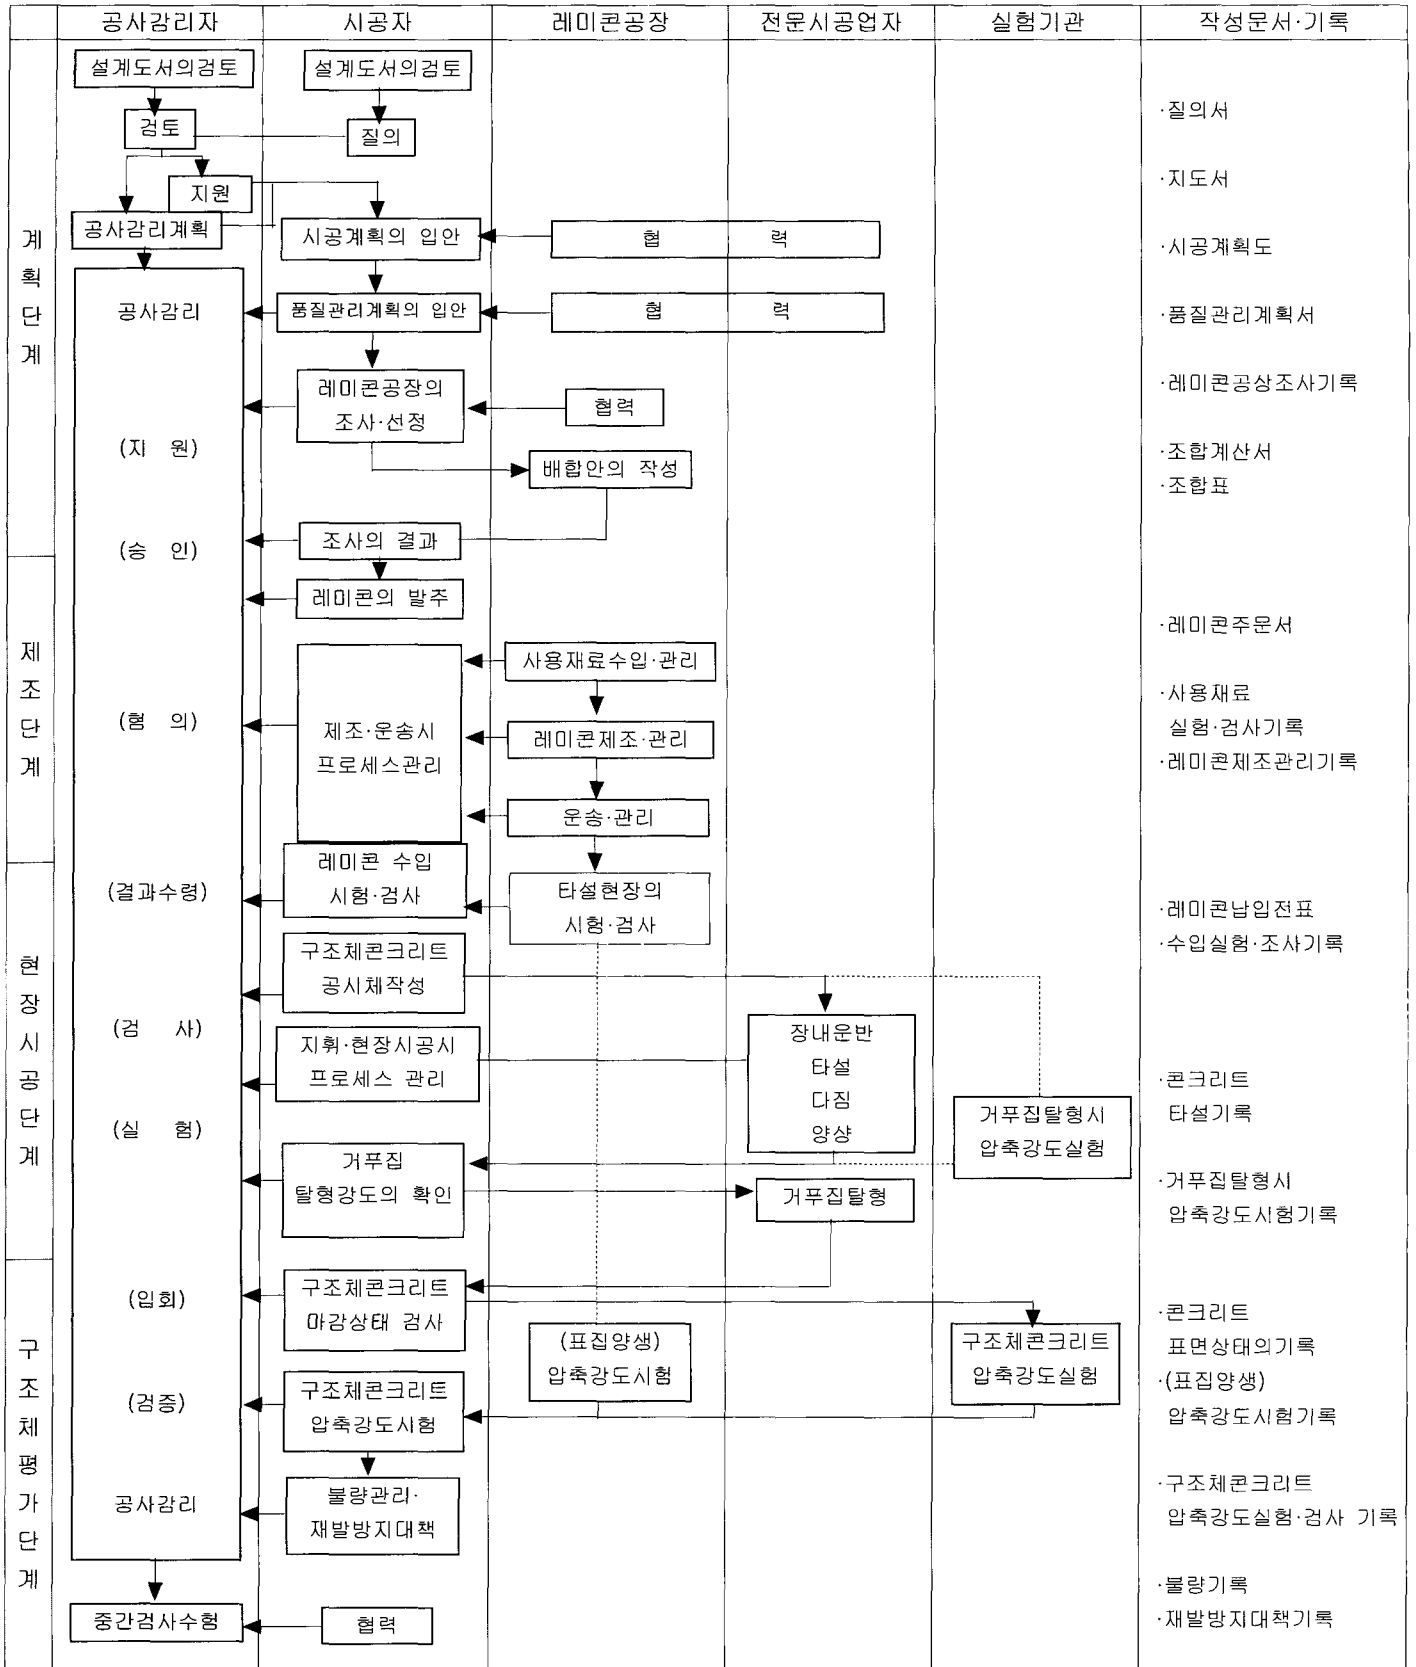 공사감리자 시공자 레미콘공장 전문시공업자 실험기관 작성문서·기록
계획단계
설계도서의검토 설계도서의검토
검토 질의
·질의서
지원
·지도서
공사감리계획 시공계획의 입안 협 력
·시공계획도
공사감리 품질관리계획의 입안 협 력
·품질관리계획서
레미콘공장의
조사·선정
협력
·레미콘공상조사기록
(지 원)
배합안의 작성
·조합계산서
·조합표
(승 인) 조사의 결과
제조단계
레미콘의 발주
·레미콘주문서
사용재료수입·관리
(협 의)
제조·운송시
프로세스관리
레미콘제조·관리
운송·관리
·사용재료
실험·검사기록
·레미콘제조관리기록
현장시공단계
(결과수령)
레미콘 수입
시험·검사
타설현장의
시험·검사
·레미콘납입전표
·수입실험·조사기록
구조체콘크리트
공시체작성
(검 사)
지휘·현장시공시
프로세스 관리
장내운반
타설
다짐
양생
거푸집탈형시
압축강도실험
·콘크리트
타설기록
(실 험)
거푸집
탈형강도의 확인
거푸집탈형
·거푸집탈형시
압축강도시험기록
구조체평가단계
(입회)
구조체콘크리트
마감상태 검사
(표집양생)
압축강도시험
구조체콘크리트
압축강도실험
·콘크리트
표면상태의기록
·(표집양생)
압축강도시험기록
(검증)
구조체콘크리트
압축강도시험
공사감리
불량관리·
재발방지대책
·구조체콘크리트
압축강도실험·검사 기록
중간검사수험 협력
·불량기록
·재발방지대책기록